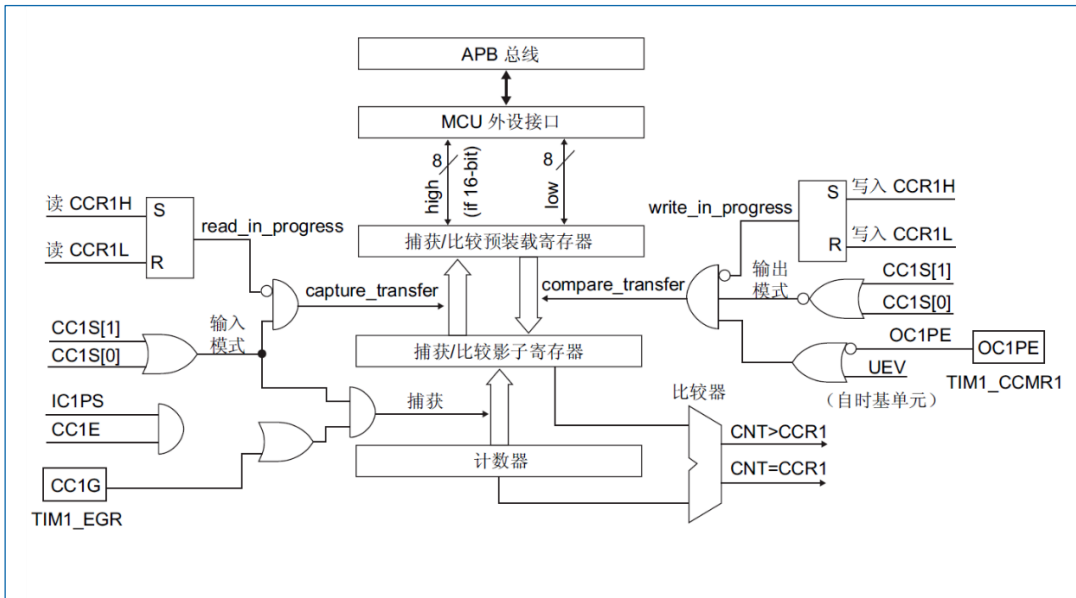 APB 总线
MCU 外设接口
8
8
high
(if 16-bit)
low
读 CCR1H
S
读 CCR1L
R
read_in_progress
write_in_progress
S
写入 CCR1H
R
写入 CCR1L
捕获/比较预装载寄存器
capture_transfer
compare_transfer
输出
模式
CC1S[1]
CC1S[0]
CC1S[1]
CC1S[0]
输入
模式
捕获/比较影子寄存器
OC1PE
OC1PE
UEV
TIM1_CCMR1
(自时基单元)
IC1PS
CC1E
捕获
比较器
CNT>CCR1
CNT=CCR1
计数器
CC1G
TIM1_EGR